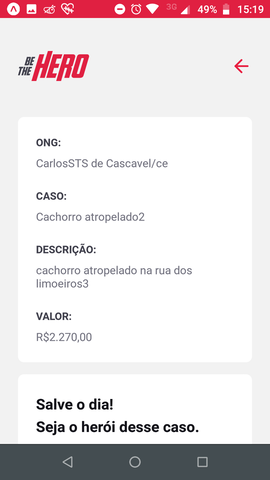 3G 49% 15:19
BE
THE HERO
ONG:
CarlosSTS de Cascavel/ce
CASO:
Cachorro atropelado2
DESCRIÇÃO:
cachorro atropelado na rua dos
limoeiros3
VALOR:
R$2.270,00
Salve o dia!
Seja o herói desse caso.